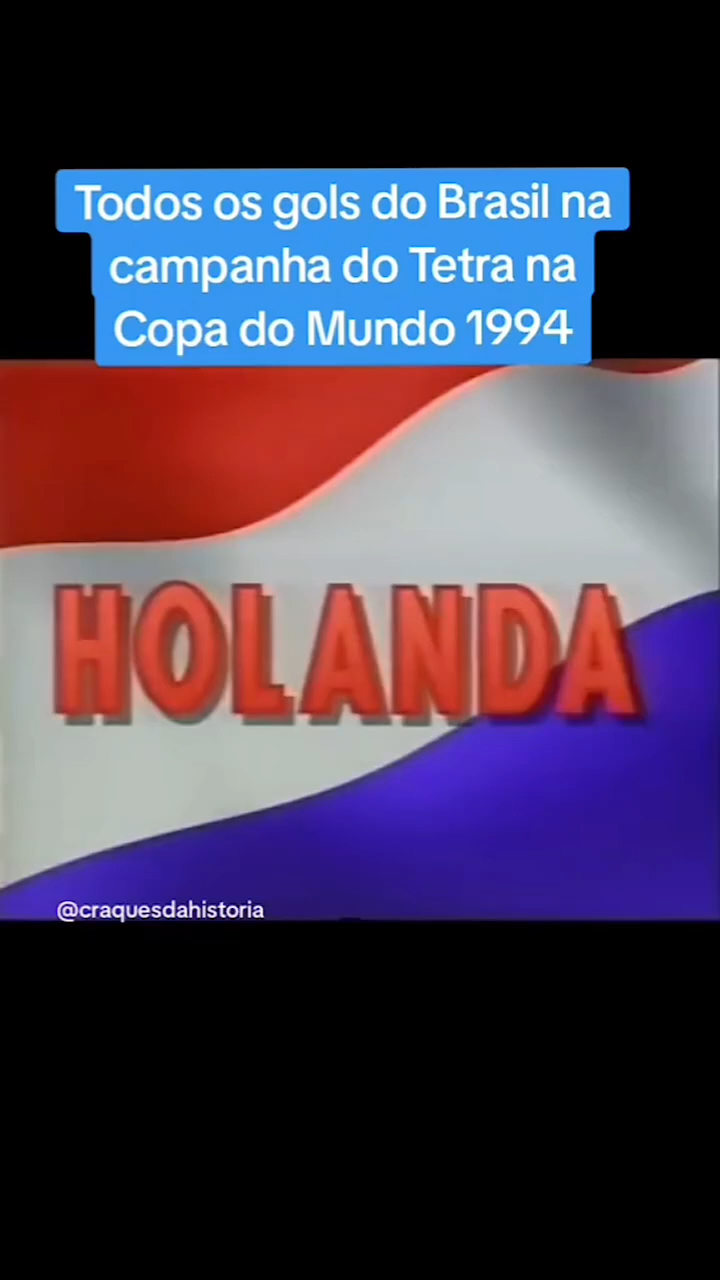 Todos os gols do Brasil na
campanha do Tetra na
Copa do Mundo 1994
HOLANDA
@craquesdahistoria